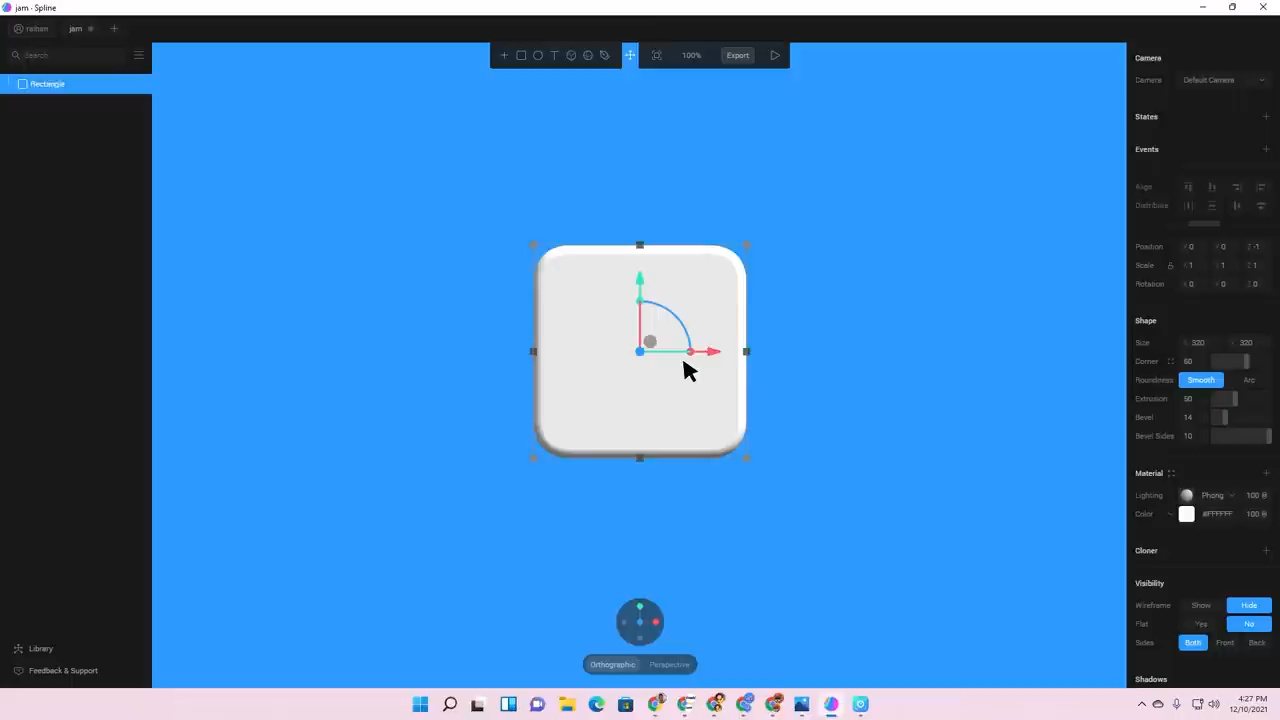 jam - Spline
reinen
jam
Search
100%
Export
Rectangle
Camera
Camera Default Camera
States
Events
Align
Distribute
Position X 0 Y 0 Z -1
Scale X 1 Y 1 Z 1
Rotation X 0 Y 0 Z 0
Shape
Size 320 320
Corner 60
Roundness Smooth Arc
Extrusion 50
Bevel 14
Bevel Sides 10
Material
Lighting Phong 100
Color #FFFFFF 100
Cloner
Visibility
Wireframe Show Hide
Flat Yes No
Sides Both Front Back
Shadows
Library
Feedback & Support
Orthographic Perspective
4:27 PM
12/10/2021